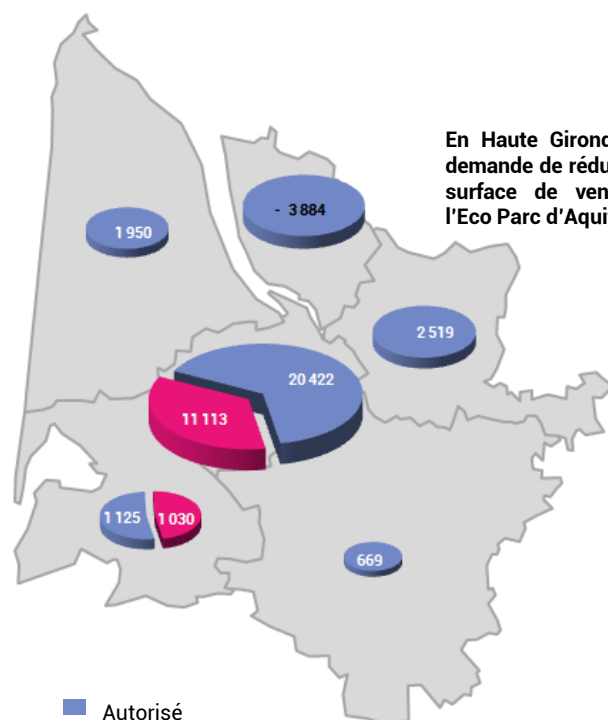 En Haute Giron
demande de rédu
surface de ven
l'Eco Parc d'Aqui
- 3 884
1 950
2 519
20 422
11 113
1 125
1 030
669
Autorisé